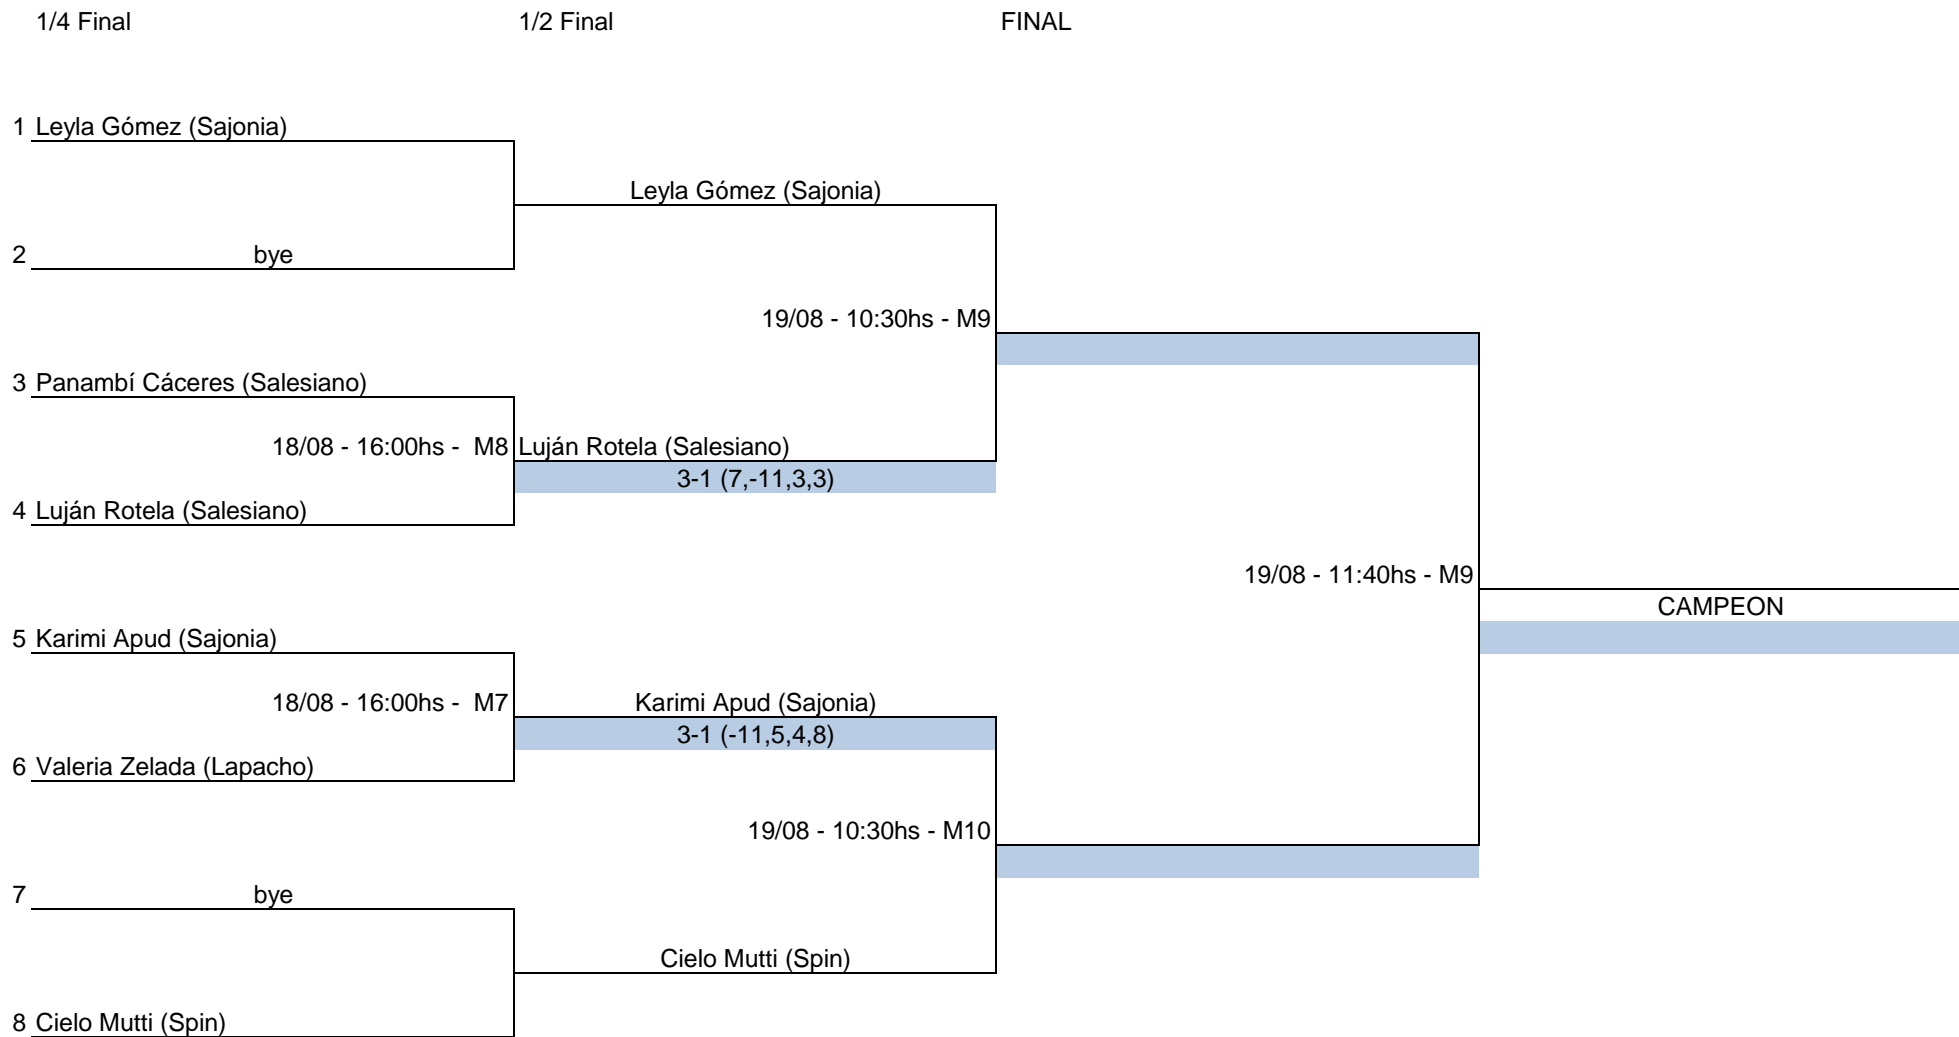 1/4 Final 1/2 Final FINAL
1 Leyla Gómez (Sajonia)
Leyla Gómez (Sajonia)
2 bye
19/08 - 10:30hs - M9
3 Panambí Cáceres (Salesiano)
18/08 - 16:00hs -  M8 Luján Rotela (Salesiano)
3-1 (7,-11,3,3)
4 Luján Rotela (Salesiano)
19/08 - 11:40hs - M9
CAMPEON
5 Karimi Apud (Sajonia)
18/08 - 16:00hs -  M7 Karimi Apud (Sajonia)
3-1 (-11,5,4,8)
6 Valeria Zelada (Lapacho)
19/08 - 10:30hs - M10
7 bye
Cielo Mutti (Spin)
8 Cielo Mutti (Spin)